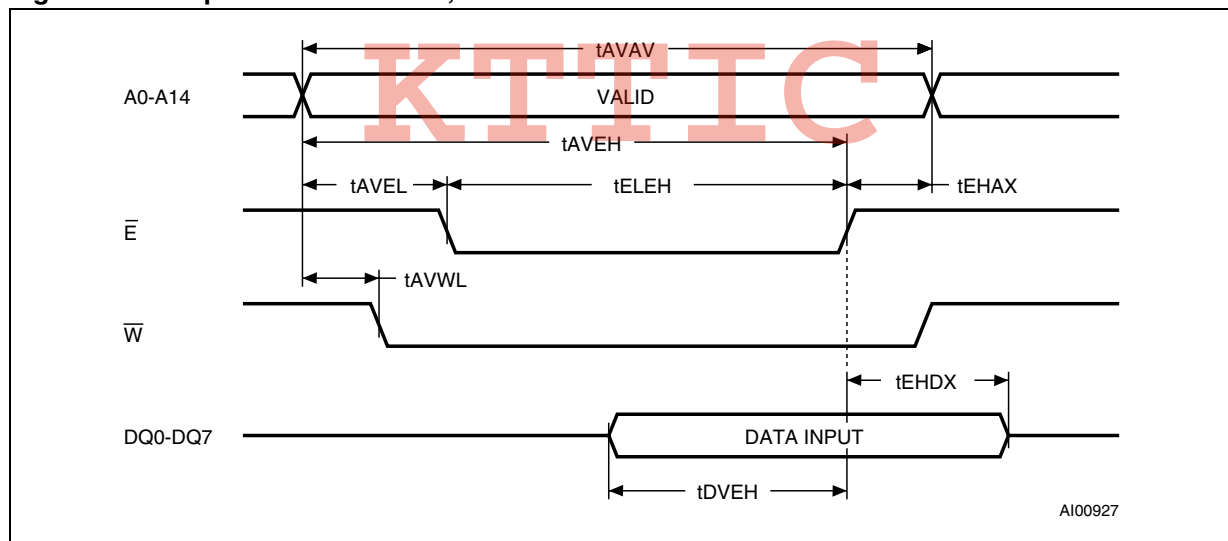 tAVAV
KTTIC
A0-A14
VALID
tAVEH
tAVEL
tELEH
tEHAX
E̅
tAVWL
W̅
tEHDX
DQ0-DQ7
DATA INPUT
tDVEH
AI00927